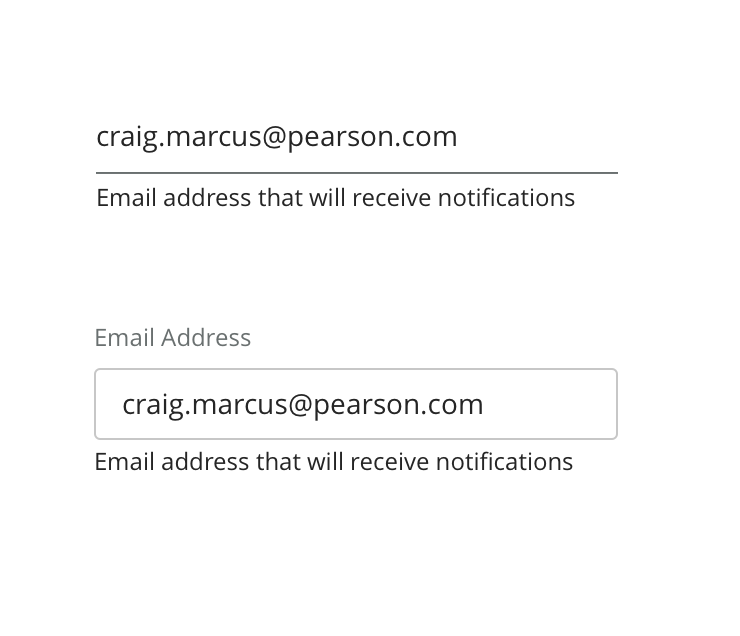 craig.marcus@pearson.com
Email address that will receive notifications
Email Address
craig.marcus@pearson.com
Email address that will receive notifications